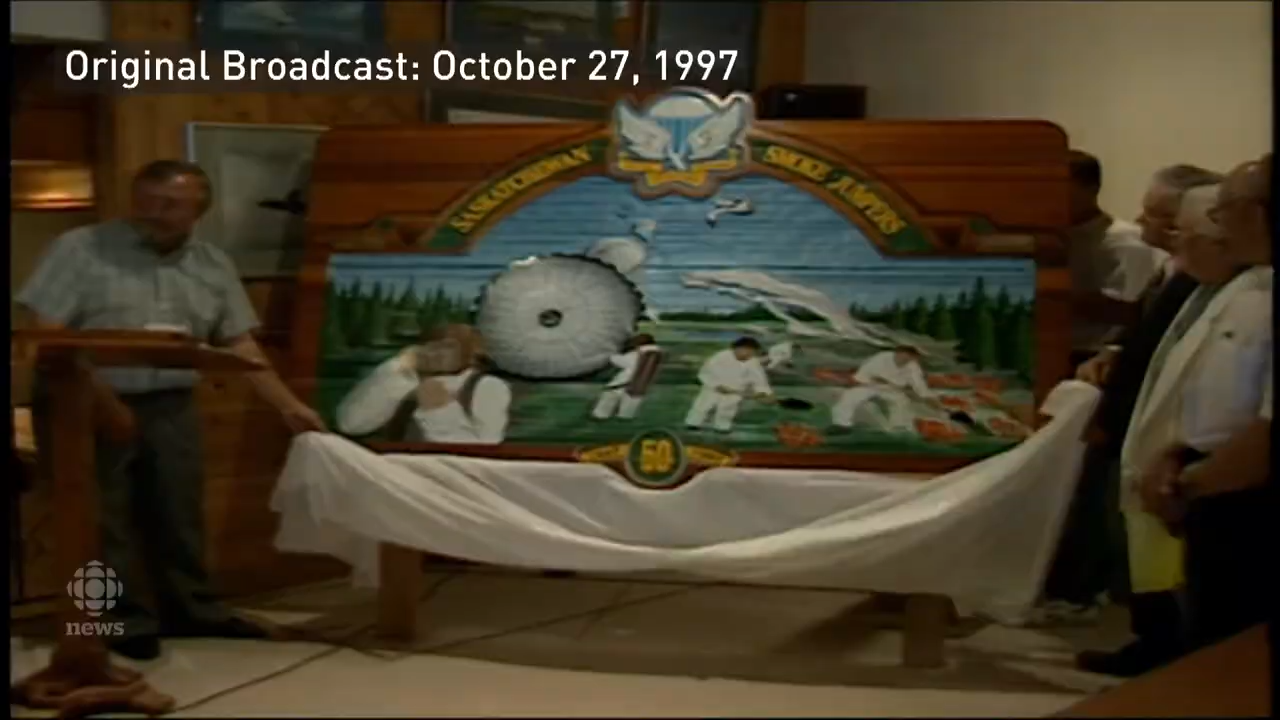 Original Broadcast: October 27, 1997
SASKATCHEWAN SMOKE JUMPERS
50
news